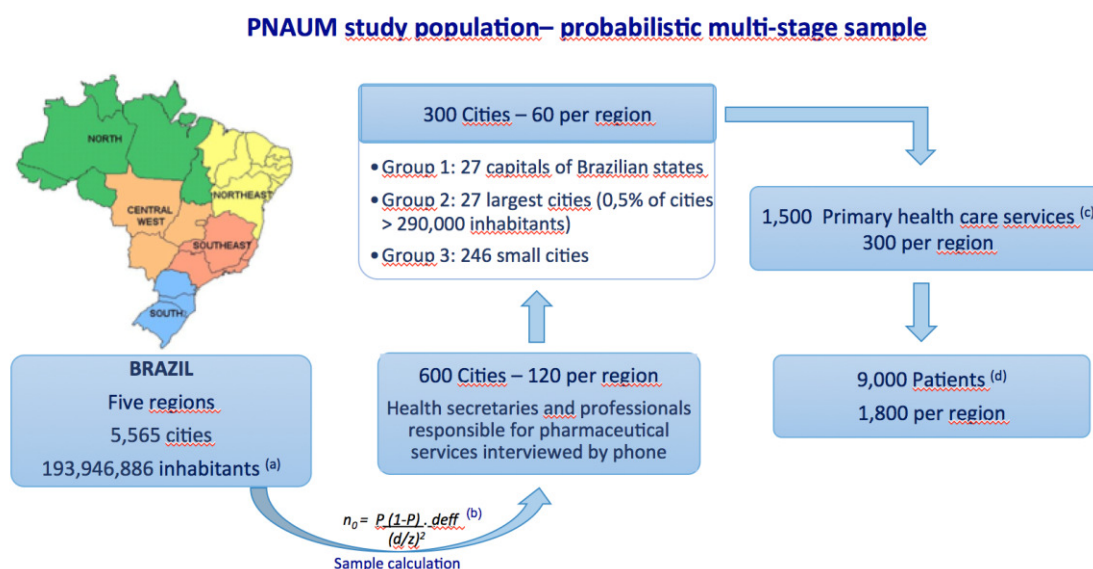 PNAUM study population– probabilistic multi-stage sample
NORTH
NORTHEAST
CENTRAL
WEST
SOUTHEAST
SOUTH
BRAZIL
Five regions
5,565 cities
193,946,886 inhabitants (a)
n0 = P (1-P) . deff (b)
(d/z)2
Sample calculation
600 Cities – 120 per region
Health secretaries and professionals
responsible for pharmaceutical
services interviewed by phone
300 Cities – 60 per region
• Group 1: 27 capitals of Brazilian states
• Group 2: 27 largest cities (0,5% of cities
> 290,000 inhabitants)
• Group 3: 246 small cities
1,500 Primary health care services (c)
300 per region
9,000 Patients (d)
1,800 per region